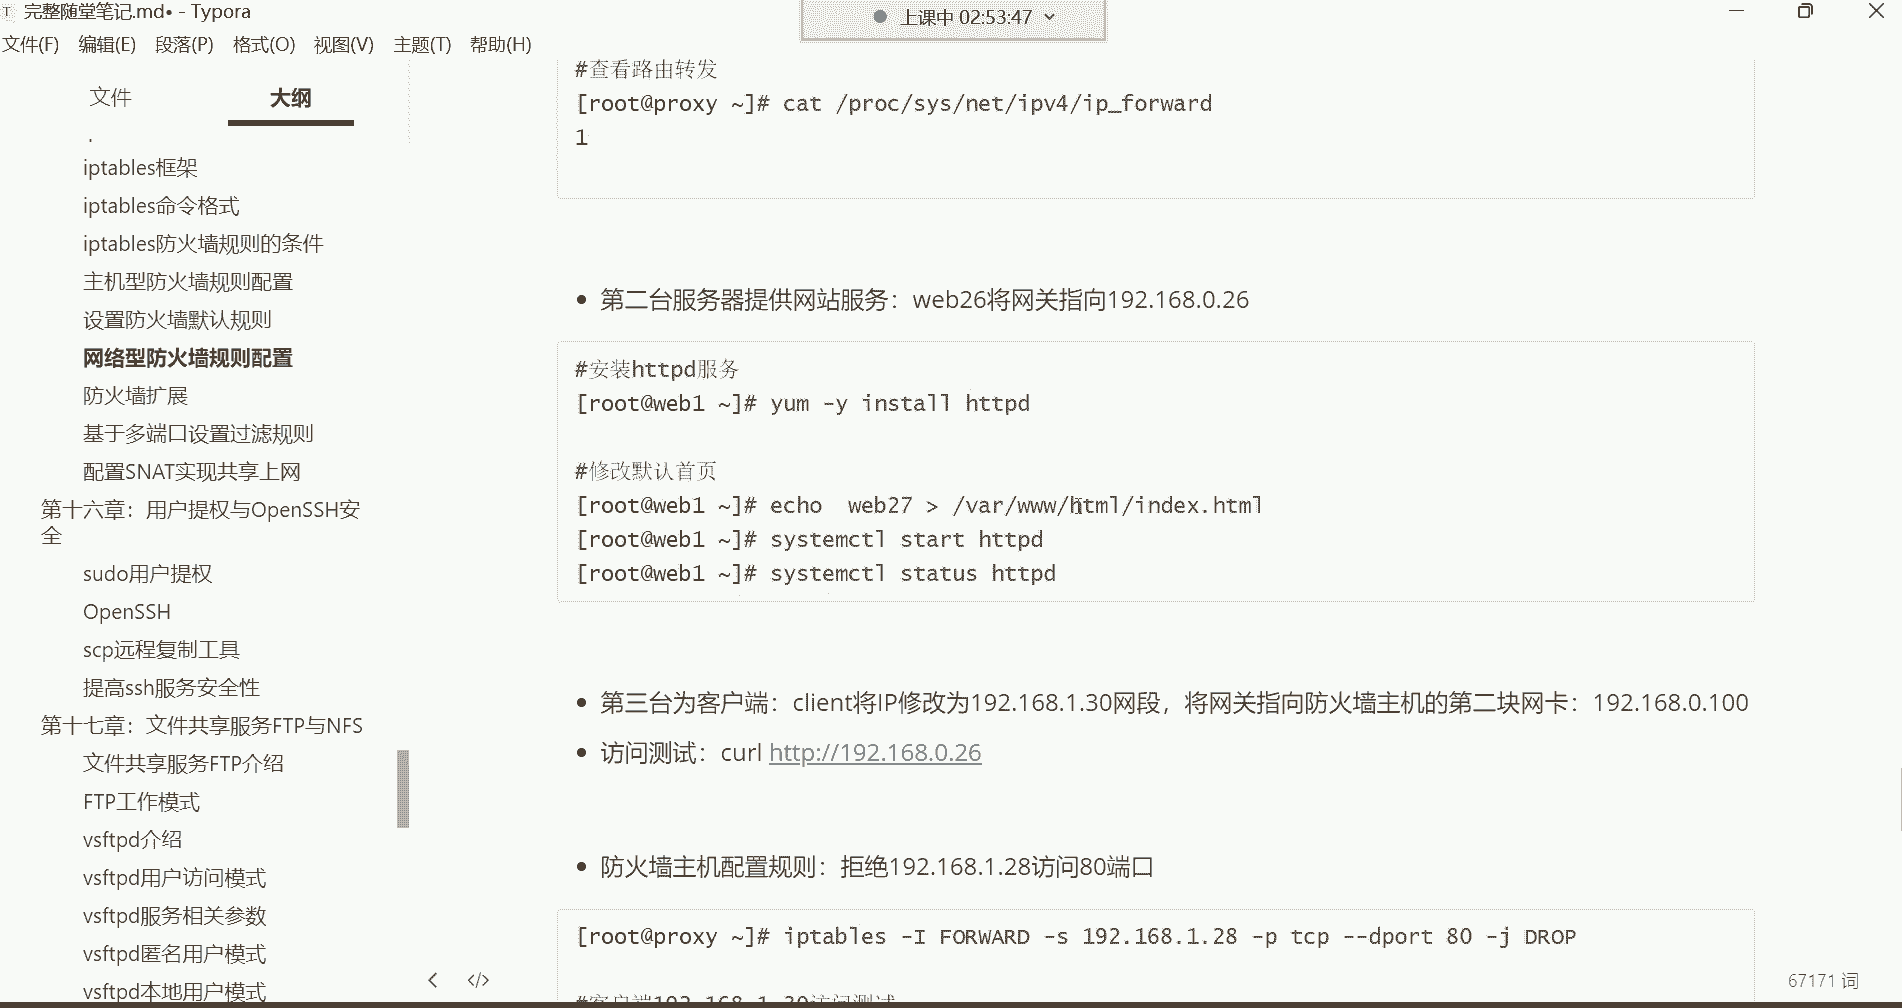 完整随堂笔记.md• - Typora
上课中 02:53:47
文件(F) 编辑(E) 段落(P) 格式(O) 视图(V) 主题(T) 帮助(H)
文件
大纲
iptables框架
iptables命令格式
iptables防火墙规则的条件
主机型防火墙规则配置
设置防火墙默认规则
网络型防火墙规则配置
防火墙扩展
基于多端口设置过滤规则
配置SNAT实现共享上网
第十六章：用户提权与OpenSSH安
全
sudo用户提权
OpenSSH
scp远程复制工具
提高ssh服务安全性
第十七章：文件共享服务FTP与NFS
文件共享服务FTP介绍
FTP工作模式
vsftpd介绍
vsftpd用户访问模式
vsftpd服务相关参数
vsftpd匿名用户模式
vsftpd本地用户模式
#查看路由转发
[root@proxy ~]# cat /proc/sys/net/ipv4/ip_forward
1
• 第二台服务器提供网站服务：web26将网关指向192.168.0.26
#安装httpd服务
[root@web1 ~]# yum -y install httpd
#修改默认首页
[root@web1 ~]# echo  web27 > /var/www/html/index.html
[root@web1 ~]# systemctl start httpd
[root@web1 ~]# systemctl status httpd
• 第三台为客户端：client将IP修改为192.168.1.30网段，将网关指向防火墙主机的第二块网卡：192.168.0.100
• 访问测试：curl http://192.168.0.26
• 防火墙主机配置规则：拒绝192.168.1.28访问80端口
[root@proxy ~]# iptables -I FORWARD -s 192.168.1.28 -p tcp --dport 80 -j DROP
#客户端192.168.1.30访问测试
67171 词